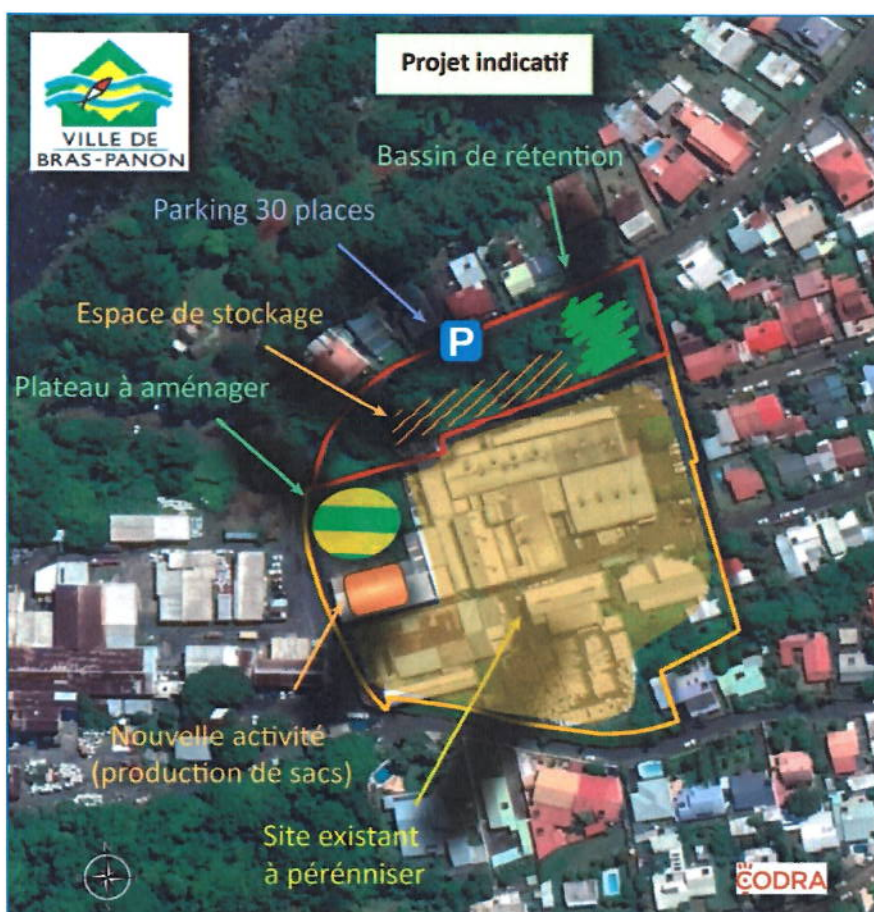 Projet indicatif
VILLE DE
BRAS-PANON
Bassin de rétention
Parking 30 places
Espace de stockage
P
Plateau à aménager
Nouvelle activité
(production de sacs)
Site existant
à pérénniser
CODRA